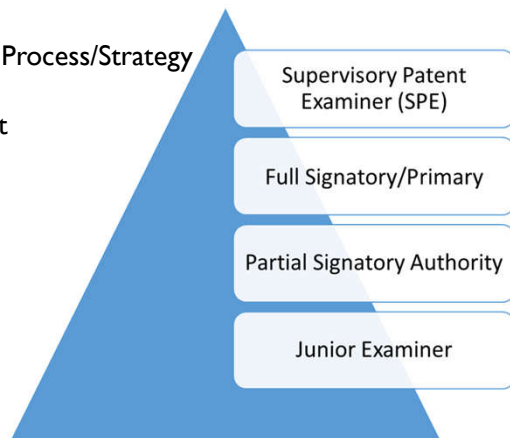 Process/Strategy
Supervisory Patent
Examiner (SPE)
t
Full Signatory/Primary
Partial Signatory Authority
Junior Examiner